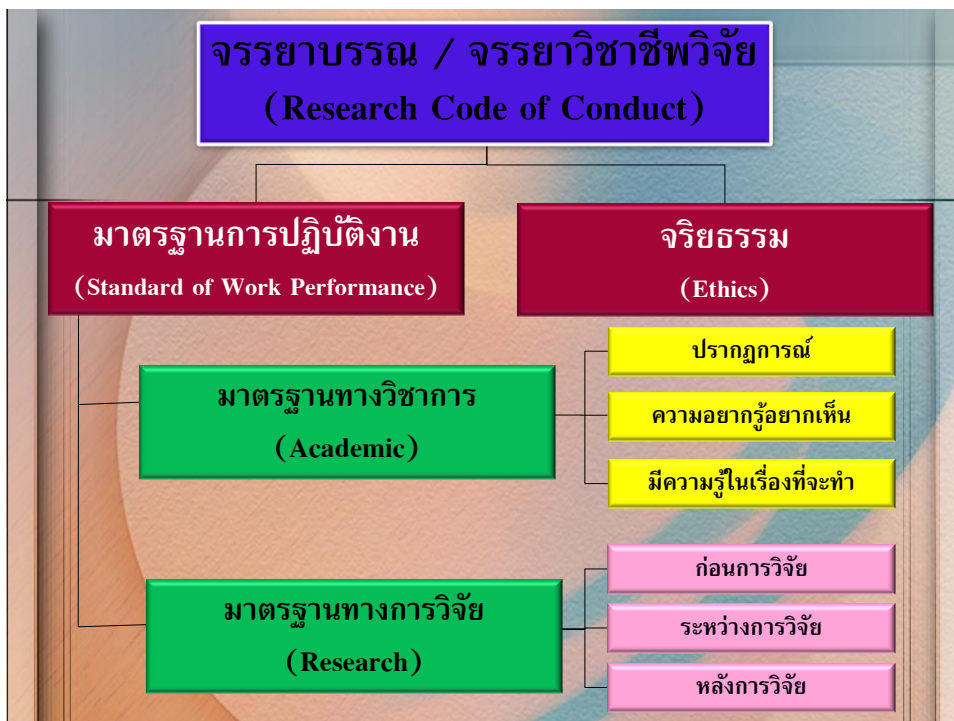 จรรยาบรรณ / จรรยาวิชาชีพวิจัย
(Research Code of Conduct)
มาตรฐานการปฏิบัติงาน
(Standard of Work Performance)
จริยธรรม
(Ethics)
มาตรฐานทางวิชาการ
(Academic)
ปรากฏการณ์
ความอยากรู้อยากเห็น
มีความรู้ในเรื่องที่จะทำ
มาตรฐานทางการวิจัย
(Research)
ก่อนการวิจัย
ระหว่างการวิจัย
หลังการวิจัย